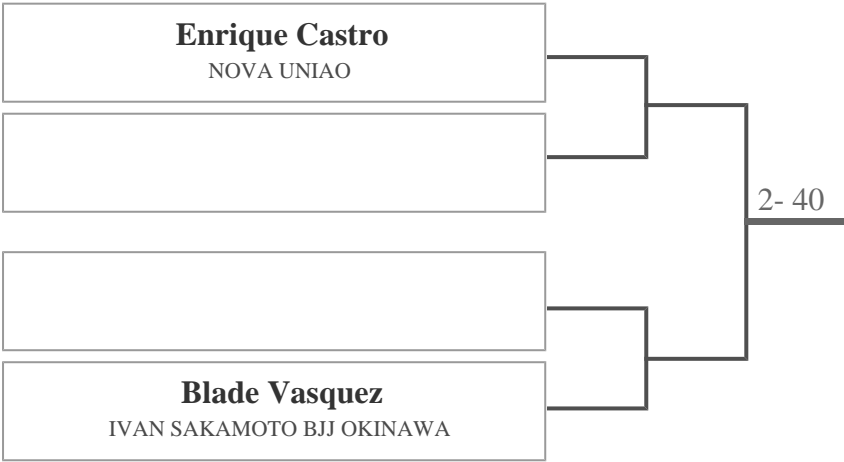 Enrique Castro
NOVA UNIAO
2- 40
Blade Vasquez
IVAN SAKAMOTO BJJ OKINAWA